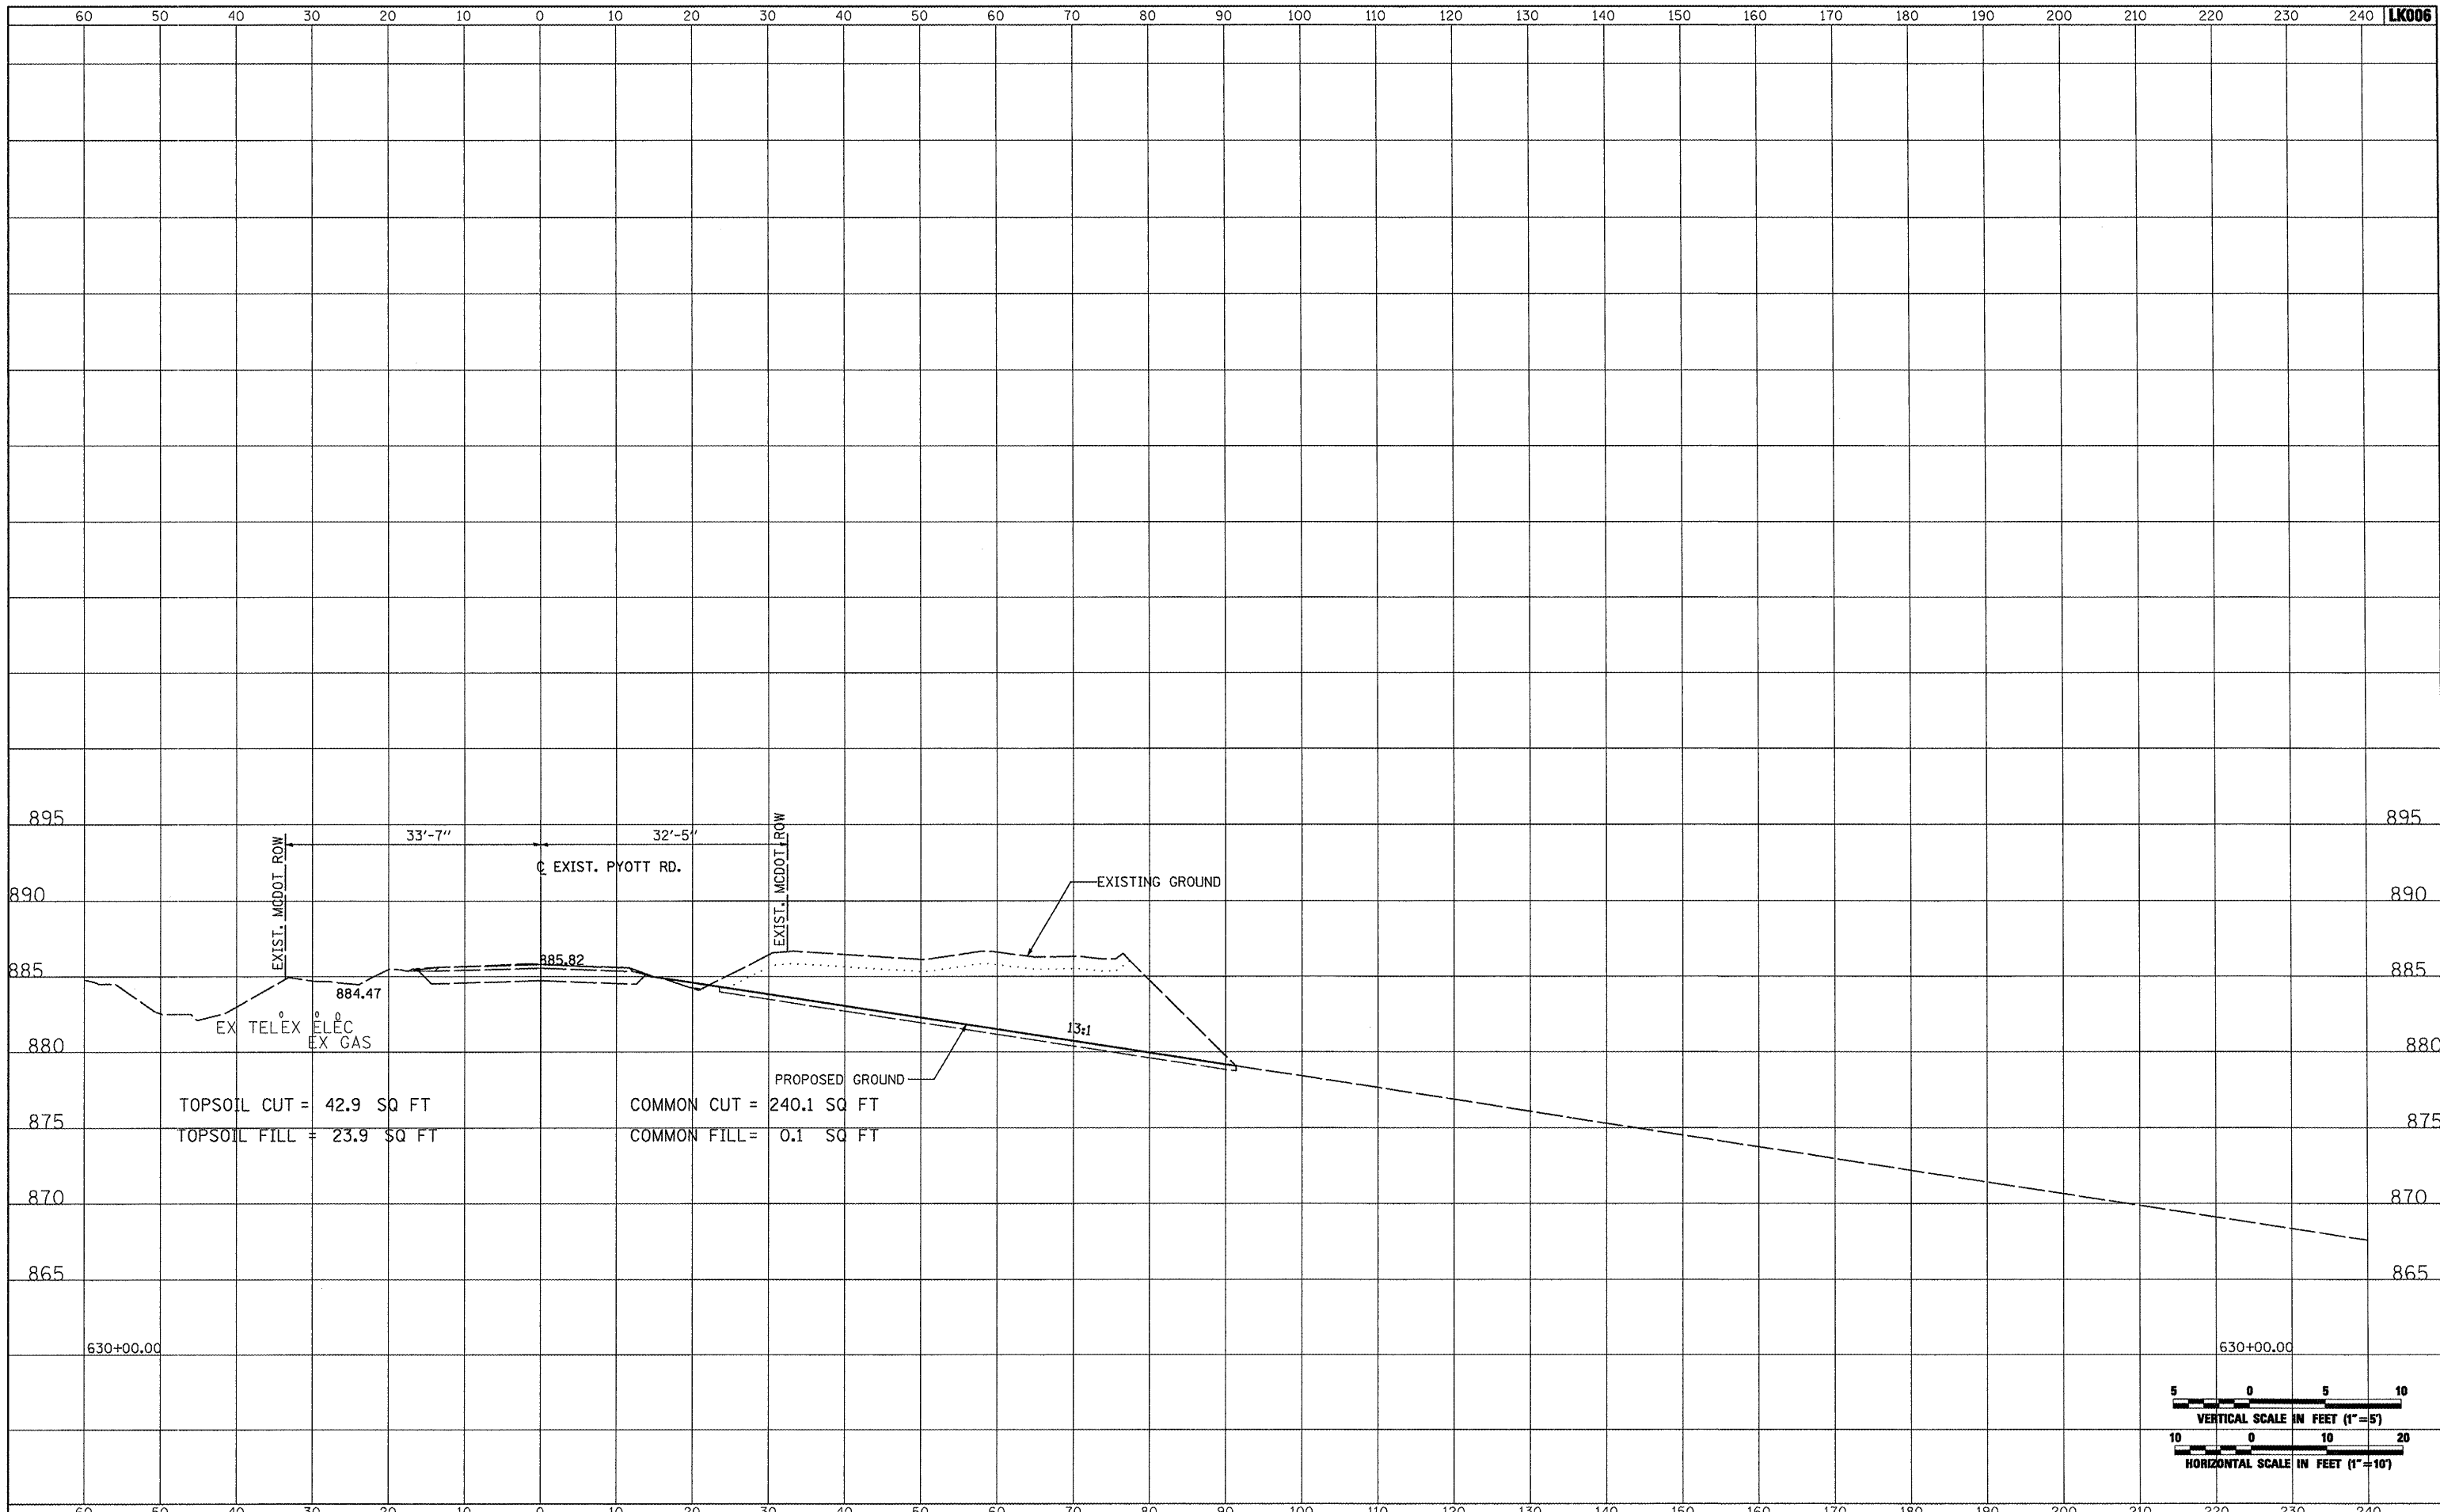 60 50 40 30 20 10 0 10 20 30 40 50 60 70 80 90 100 110 120 130 140 150 160 170 180 190 200 210 220 230 240 LK006
895 895
EXIST. MCDOT ROW
33'-7"
32'-5"
EXIST. MCDOT ROW
℄ EXIST. PYOTT RD.
EXISTING GROUND
890 890
885 885
885.82
884.47
EX TELEX ELEC
EX GAS
13:1
880 880
PROPOSED GROUND
TOPSOIL CUT = 42.9 SQ FT
COMMON CUT = 240.1 SQ FT
875 875
TOPSOIL FILL = 23.9 SQ FT
COMMON FILL= 0.1 SQ FT
870 870
865 865
630+00.00 630+00.00
5 0 5 10
VERTICAL SCALE IN FEET (1"=5')
10 0 10 20
HORIZONTAL SCALE IN FEET (1"=10')
60 50 40 30 20 10 0 10 20 30 40 50 60 70 80 90 100 110 120 130 140 150 160 170 180 190 200 210 220 230 240